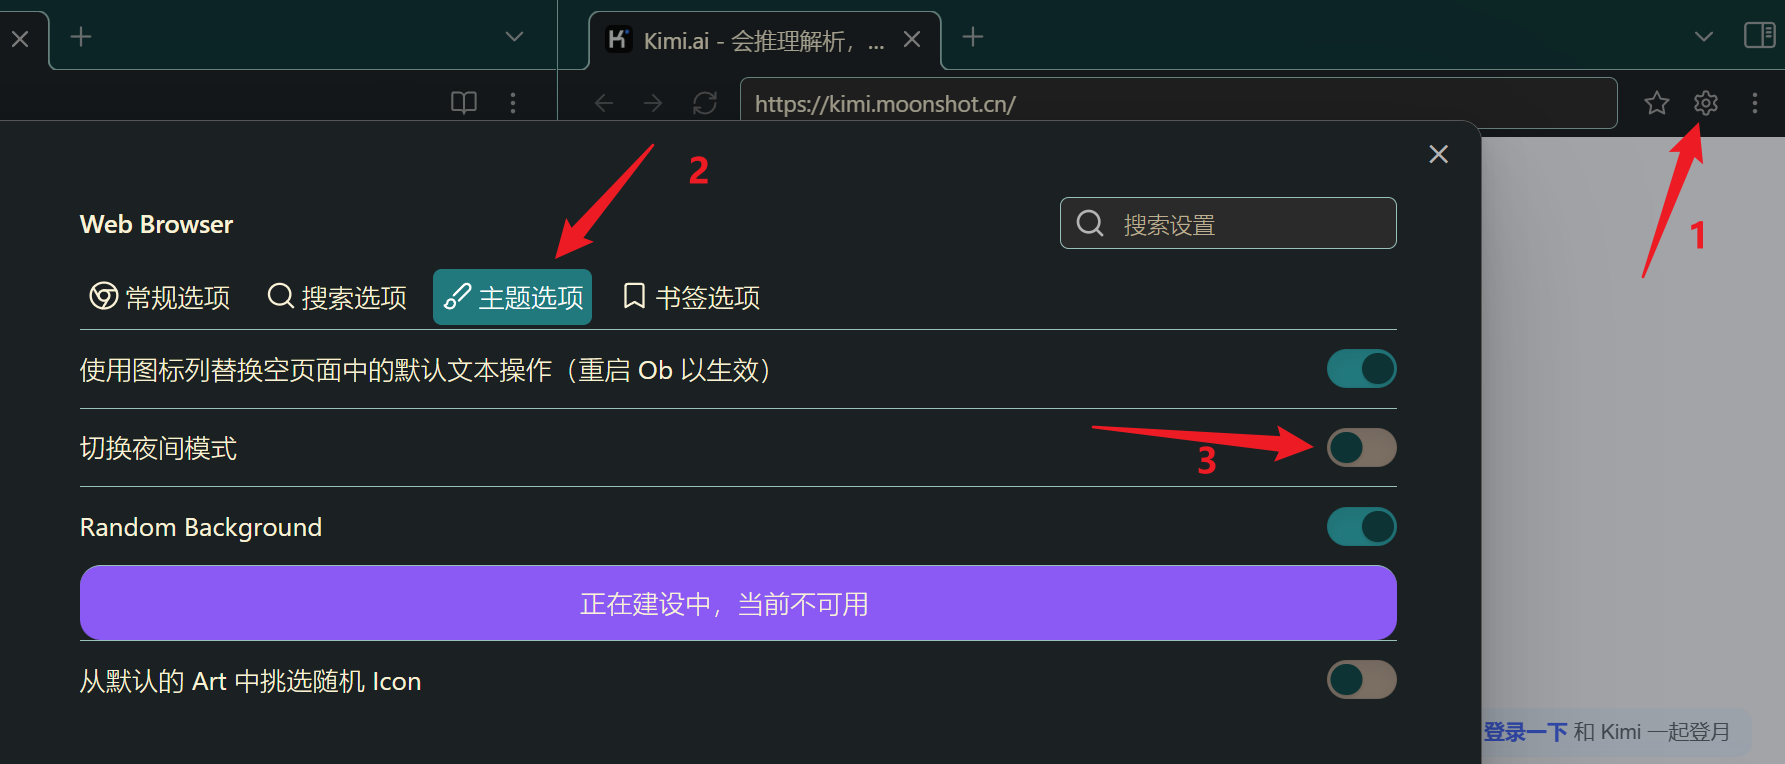 Kimi.ai - 会推理解析，...
https://kimi.moonshot.cn/
2
1
Web Browser
搜索设置
常规选项
搜索选项
主题选项
书签选项
使用图标列替换空页面中的默认文本操作（重启 Ob 以生效）
切换夜间模式
3
Random Background
正在建设中，当前不可用
从默认的 Art 中挑选随机 Icon
登录一下 和 Kimi 一起登月